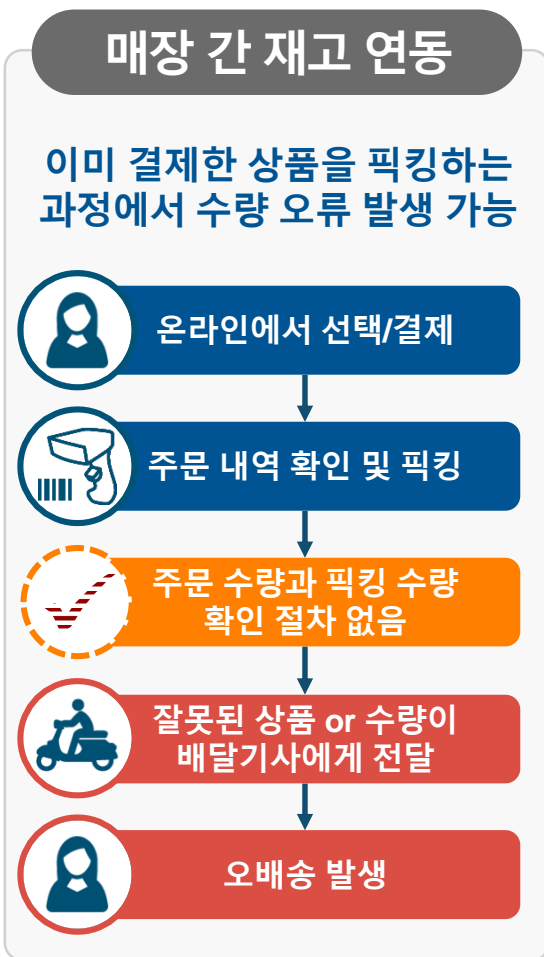 매장 간 재고 연동
이미 결제한 상품을 픽킹하는
과정에서 수량 오류 발생 가능
온라인에서 선택/결제
주문 내역 확인 및 픽킹
주문 수량과 픽킹 수량
확인 절차 없음
잘못된 상품 or 수량이
배달기사에게 전달
오배송 발생